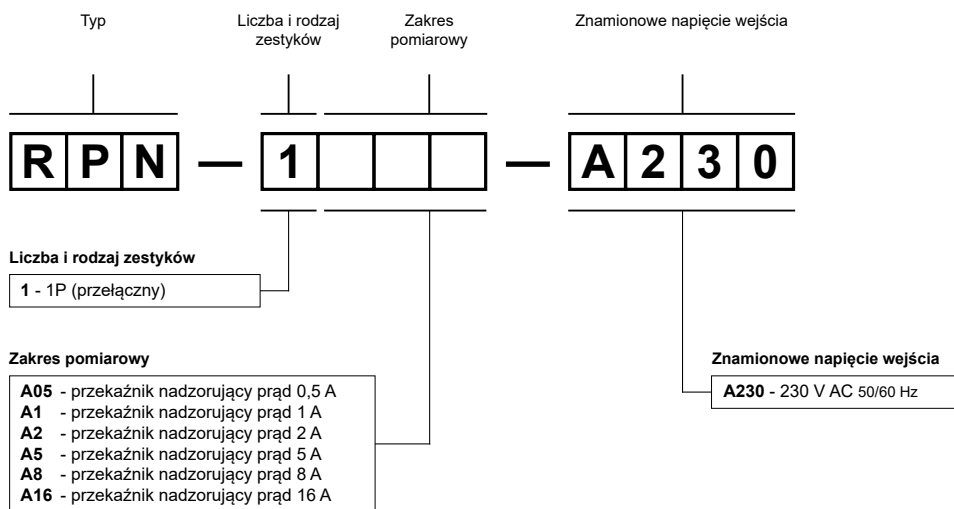 Typ
Liczba i rodzaj
zestyków
Zakres
pomiarowy
Znamionowe napięcie wejścia
R P N — 1 — A 2 3 0
Liczba i rodzaj zestyków
1 - 1P (przełączny)
Zakres pomiarowy
A05 - przekaźnik nadzorujący prąd 0,5 A
A1 - przekaźnik nadzorujący prąd 1 A
A2 - przekaźnik nadzorujący prąd 2 A
A5 - przekaźnik nadzorujący prąd 5 A
A8 - przekaźnik nadzorujący prąd 8 A
A16 - przekaźnik nadzorujący prąd 16 A
Znamionowe napięcie wejścia
A230 - 230 V AC 50/60 Hz